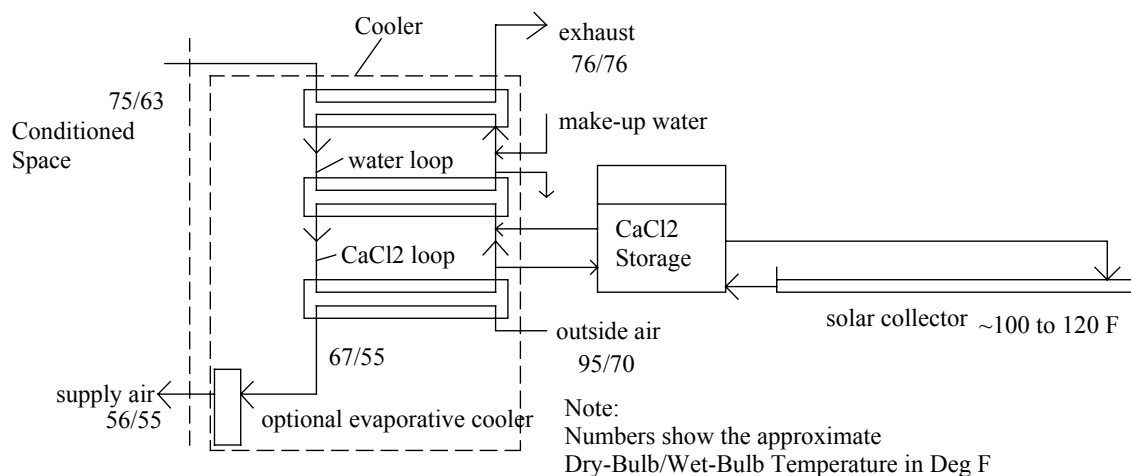 Cooler
exhaust
76/76
75/63
Conditioned
Space
make-up water
water loop
CaCl2
Storage
CaCl2 loop
solar collector ~100 to 120 F
outside air
95/70
67/55
supply air
56/55
optional evaporative cooler
Note:
Numbers show the approximate
Dry-Bulb/Wet-Bulb Temperature in Deg F